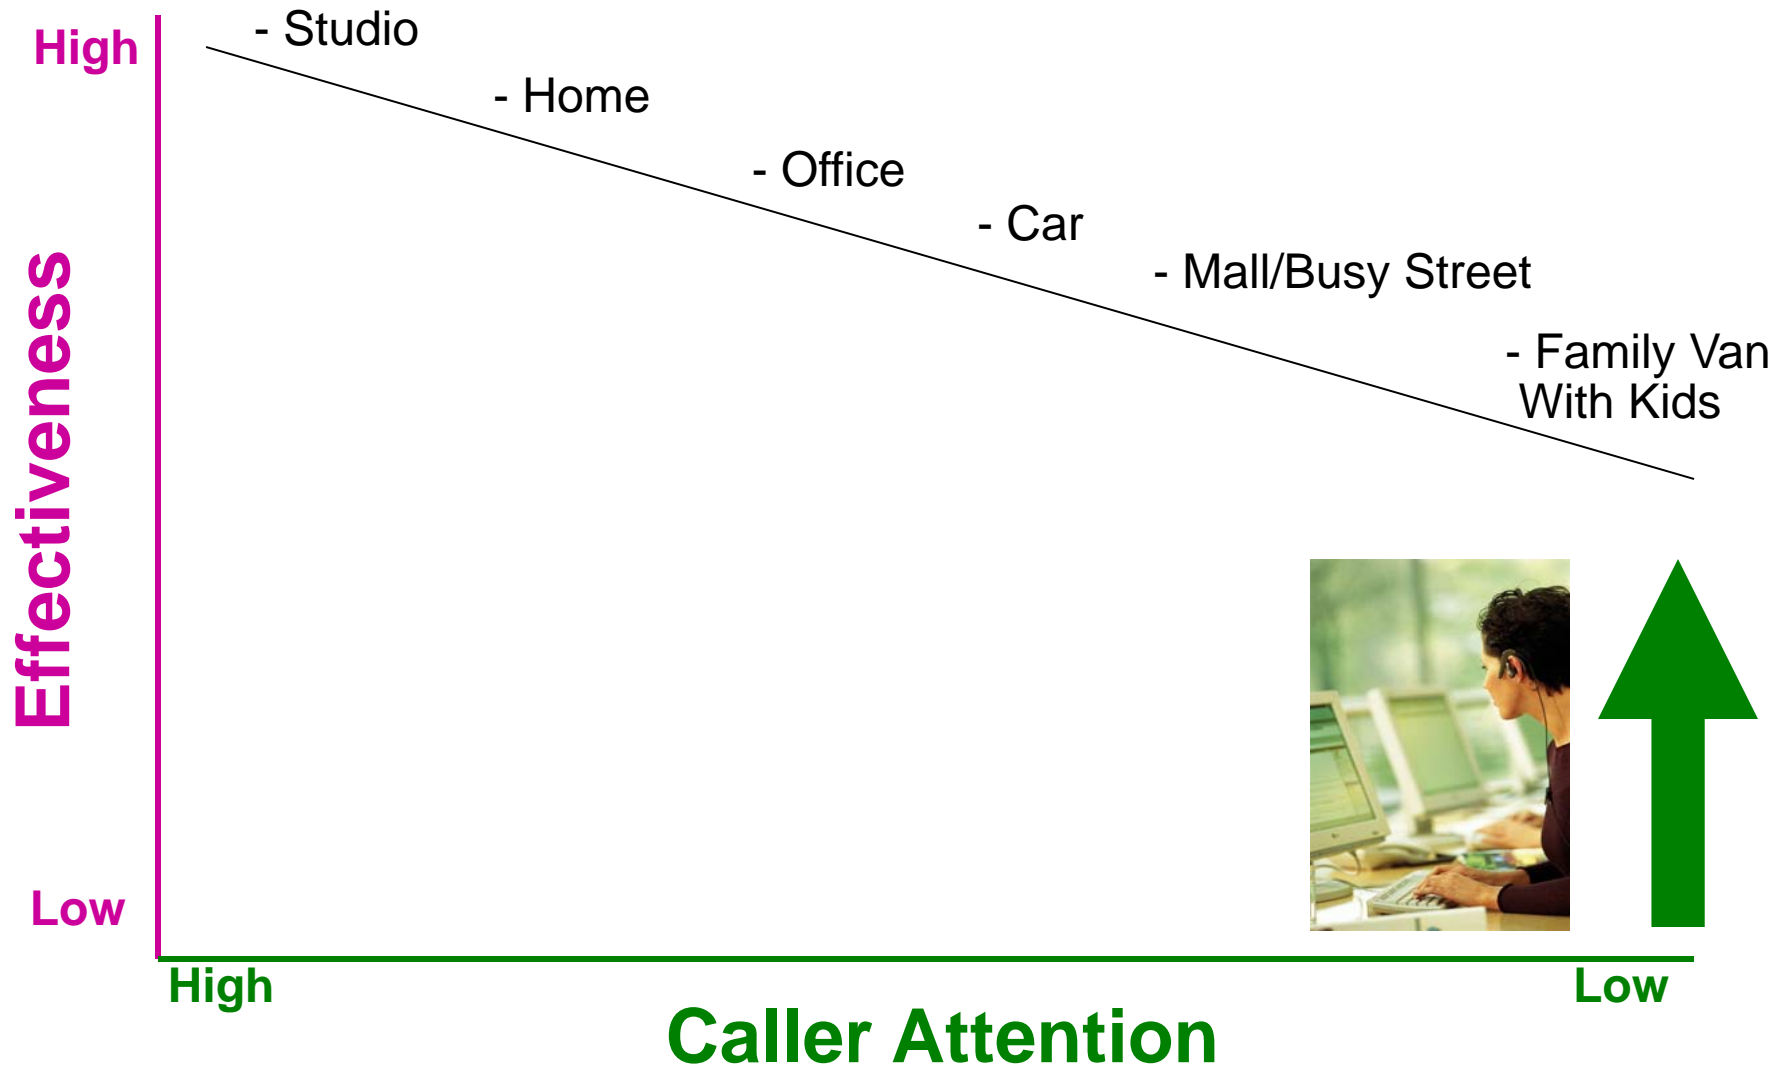 High
- Studio
- Home
- Office
- Car
- Mall/Busy Street
- Family Van
With Kids
Effectiveness
Low
High
Low
Caller Attention